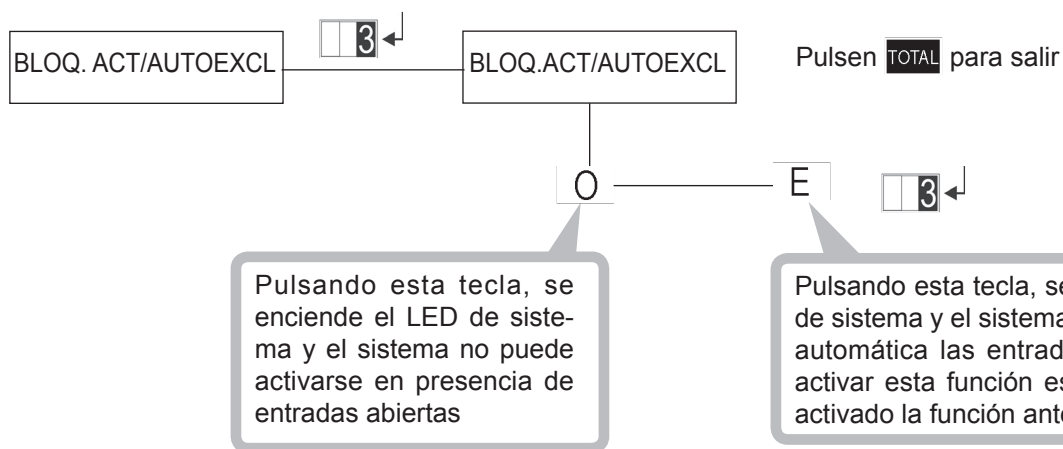 3
BLOQ. ACT/AUTOEXCL
BLOQ.ACT/AUTOEXCL
Pulsen TOTAL para salir
O
E
3
Pulsando esta tecla, se
enciende el LED de siste-
ma y el sistema no puede
activarse en presencia de
entradas abiertas
Pulsando esta tecla, se
de sistema y el sistema
automática las entrad
activar esta función es
activado la función ante